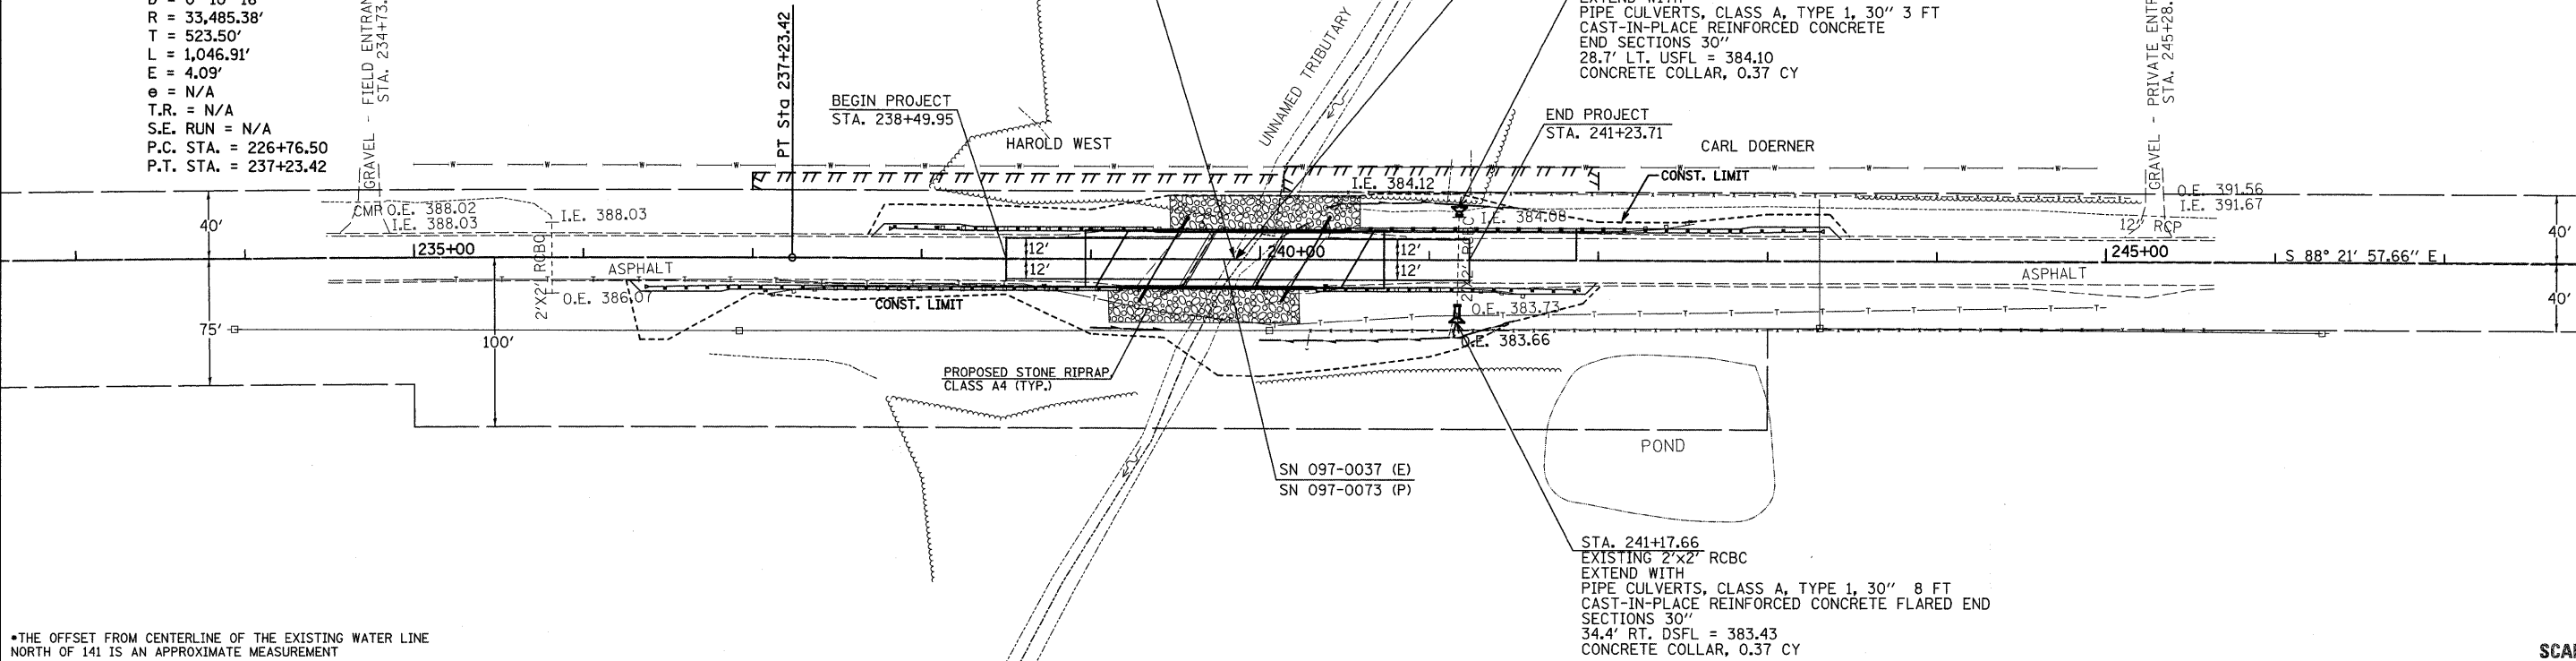 R = 33,485.38'
T = 523.50'
L = 1,046.91'
E = 4.09'
e = N/A
T.R. = N/A
S.E. RUN = N/A
P.C. STA. = 226+76.50
P.T. STA. = 237+23.42
GRAVEL - FIELD ENTRAN
STA. 234+73.
PT Sta 237+23.42
BEGIN PROJECT
STA. 238+49.95
HAROLD WEST
UNNAMED TRIBUTARY
EXTEND WITH
PIPE CULVERTS, CLASS A, TYPE 1, 30" 3 FT
CAST-IN-PLACE REINFORCED CONCRETE
END SECTIONS 30"
28.7' LT. USFL = 384.10
CONCRETE COLLAR, 0.37 CY
END PROJECT
STA. 241+23.71
CARL DOERNER
GRAVEL - PRIVATE ENTR
STA. 245+28.
CONST. LIMIT
I.E. 384.12
I.E. 384.08
O.E. 391.56
I.E. 391.67
12" RCP
CMP O.E. 388.02
I.E. 388.03
I.E. 388.03
40'
235+00
12'
12'
240+00
12'
12'
2'X2' RCBC
245+00
S 88° 21' 57.66" E
40'
ASPHALT
ASPHALT
2'X2' RCBC
O.E. 386.07
CONST. LIMIT
O.E. 383.73
O.E. 383.66
40'
75'
100'
PROPOSED STONE RIPRAP,
CLASS A4 (TYP.)
POND
SN 097-0037 (E)
SN 097-0073 (P)
STA. 241+17.66
EXISTING 2'x2' RCBC
EXTEND WITH
PIPE CULVERTS, CLASS A, TYPE 1, 30" 8 FT
CAST-IN-PLACE REINFORCED CONCRETE FLARED END
SECTIONS 30"
34.4' RT. DSFL = 383.43
CONCRETE COLLAR, 0.37 CY
•THE OFFSET FROM CENTERLINE OF THE EXISTING WATER LINE
NORTH OF 141 IS AN APPROXIMATE MEASUREMENT